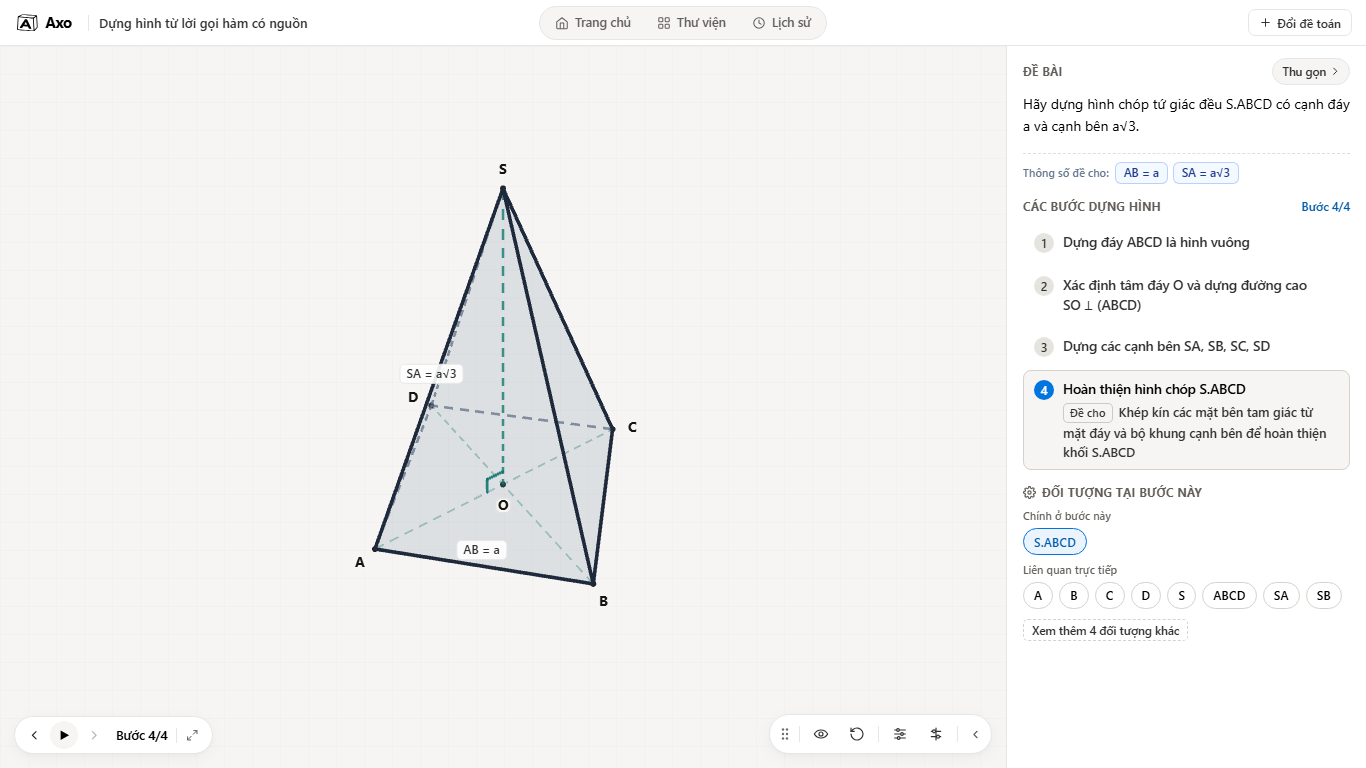 Axo
Dựng hình từ lời gọi hàm có nguồn
Trang chủ
Thư viện
Lịch sử
Đổi đề toán
S
SA = a√3
D
C
O
AB = a
A
B
Bước 4/4
ĐỀ BÀI
Thu gọn
Hãy dựng hình chóp tứ giác đều S.ABCD có cạnh đáy
a và cạnh bên a√3.
Thông số đề cho:
AB = a
SA = a√3
CÁC BƯỚC DỰNG HÌNH
Bước 4/4
1
Dựng đáy ABCD là hình vuông
2
Xác định tâm đáy O và dựng đường cao
SO ⊥ (ABCD)
3
Dựng các cạnh bên SA, SB, SC, SD
4
Hoàn thiện hình chóp S.ABCD
Đề cho Khép kín các mặt bên tam giác từ
mặt đáy và bộ khung cạnh bên để hoàn thiện
khối S.ABCD
ĐỐI TƯỢNG TẠI BƯỚC NÀY
Chính ở bước này
S.ABCD
Liên quan trực tiếp
A B C D S ABCD SA SB
Xem thêm 4 đối tượng khác